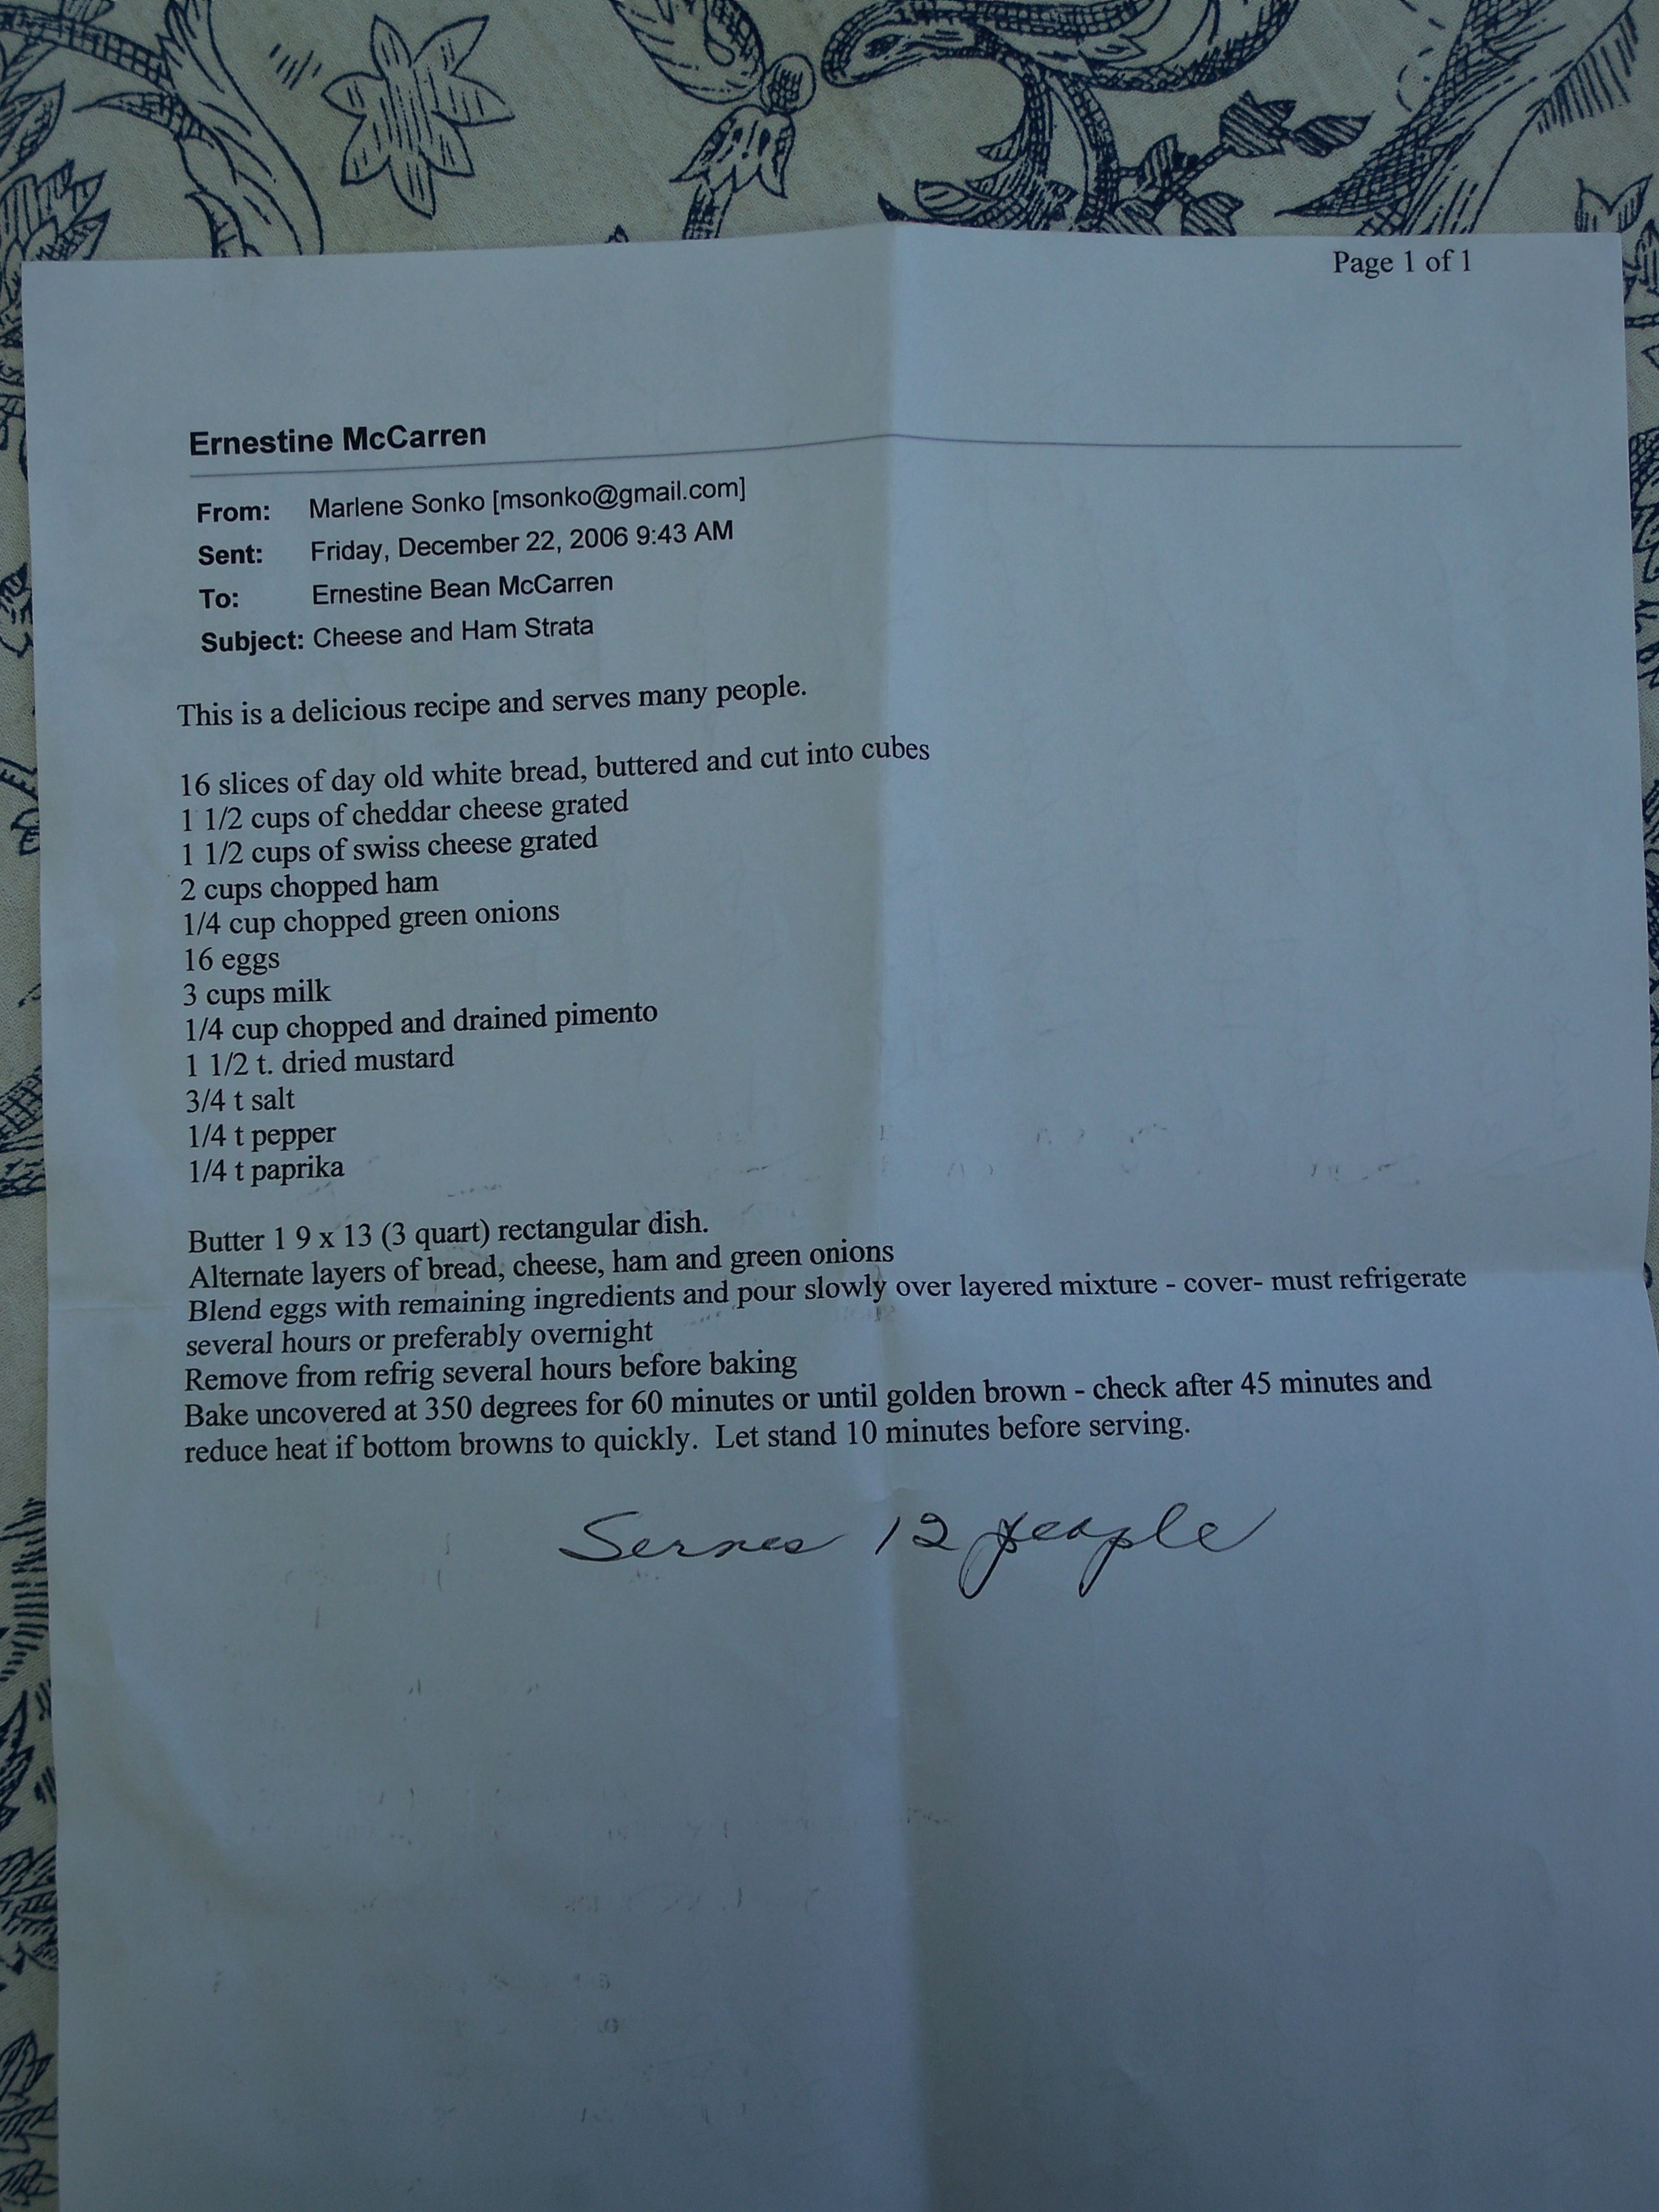 Page 1 of 1
Ernestine McCarren
From: Marlene Sonko [msonko@gmail.com]
Sent: Friday, December 22, 2006 9:43 AM
To: Ernestine Bean McCarren
Subject: Cheese and Ham Strata
This is a delicious recipe and serves many people.
16 slices of day old white bread, buttered and cut into cubes
1 1/2 cups of cheddar cheese grated
1 1/2 cups of swiss cheese grated
2 cups chopped ham
1/4 cup chopped green onions
16 eggs
3 cups milk
1/4 cup chopped and drained pimento
1 1/2 t. dried mustard
3/4 t salt
1/4 t pepper
1/4 t paprika
Butter 1 9 x 13 (3 quart) rectangular dish.
Alternate layers of bread, cheese, ham and green onions
Blend eggs with remaining ingredients and pour slowly over layered mixture - cover- must refrigerate
several hours or preferably overnight
Remove from refrig several hours before baking
Bake uncovered at 350 degrees for 60 minutes or until golden brown - check after 45 minutes and
reduce heat if bottom browns to quickly. Let stand 10 minutes before serving.
Serves 12 people